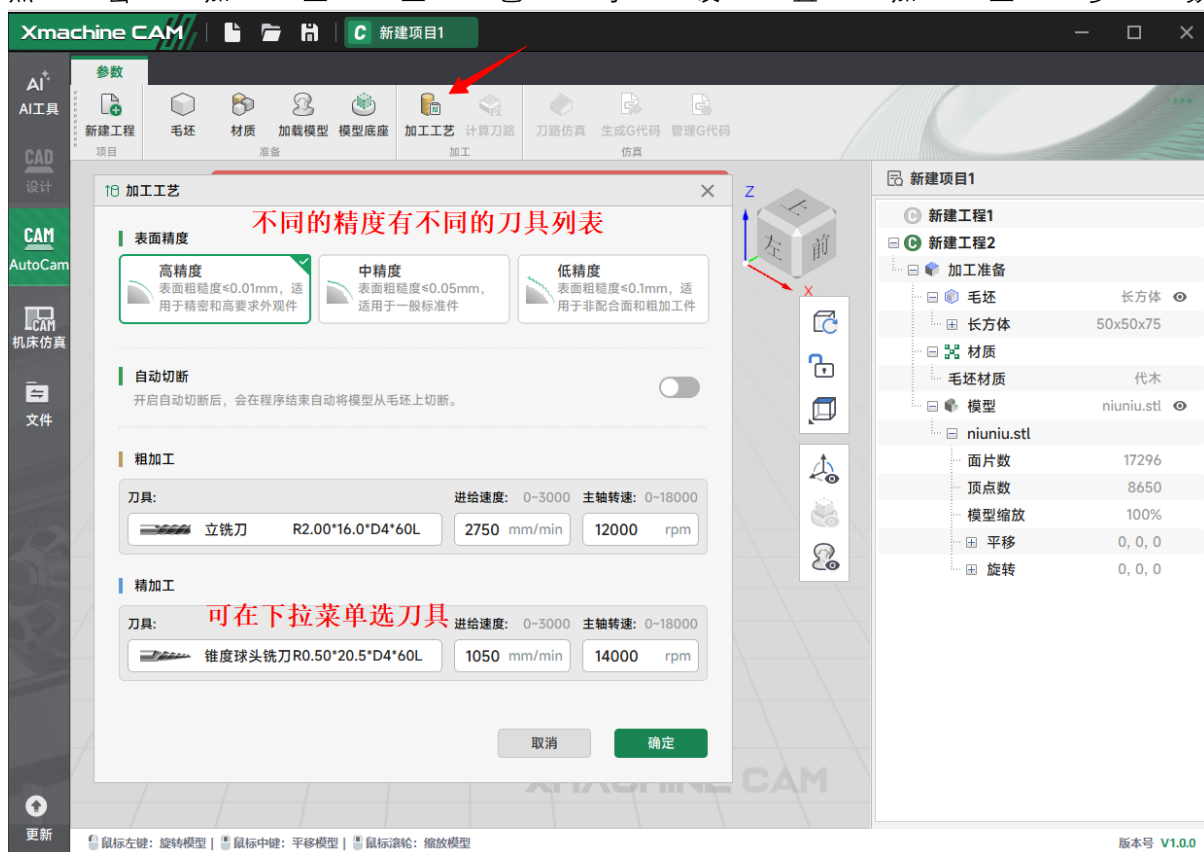 点击加工工艺可设置加工参数
Xmachine CAM
C 新建项目1
AI
AI工具
参数
新建工程 毛坯 材质 加载模型 模型底座 加工工艺 计算刀路 刀路仿真 生成G代码 管理G代码
项目 准备 加工 仿真
CAD
设计
CAM
AutoCam
CAM
机床仿真
文件
更新
加工工艺
不同的精度有不同的刀具列表
表面精度
高精度
表面粗糙度≤0.01mm，适
用于精密和高要求外观件
中精度
表面粗糙度≤0.05mm，
适用于一般标准件
低精度
表面粗糙度≤0.1mm，适
用于非配合面和粗加工件
自动切断
开启自动切断后，会在程序结束自动将模型从毛坯上切断。
粗加工
刀具: 进给速度: 0~3000 主轴转速: 0~18000
立铣刀 R2.00*16.0*D4*60L 2750 mm/min 12000 rpm
精加工
可在下拉菜单选刀具
刀具: 进给速度: 0~3000 主轴转速: 0~18000
锥度球头铣刀R0.50*20.5*D4*60L 1050 mm/min 14000 rpm
取消 确定
XMACHINE CAM
Z
上
左 前
X
新建项目1
新建工程1
新建工程2
加工准备
毛坯 长方体
长方体 50x50x75
材质
毛坯材质 代木
模型 niuniu.stl
niuniu.stl
面片数 17296
顶点数 8650
模型缩放 100%
平移 0, 0, 0
旋转 0, 0, 0
鼠标左键：旋转模型 | 鼠标中键：平移模型 | 鼠标滚轮：缩放模型
版本号 V1.0.0